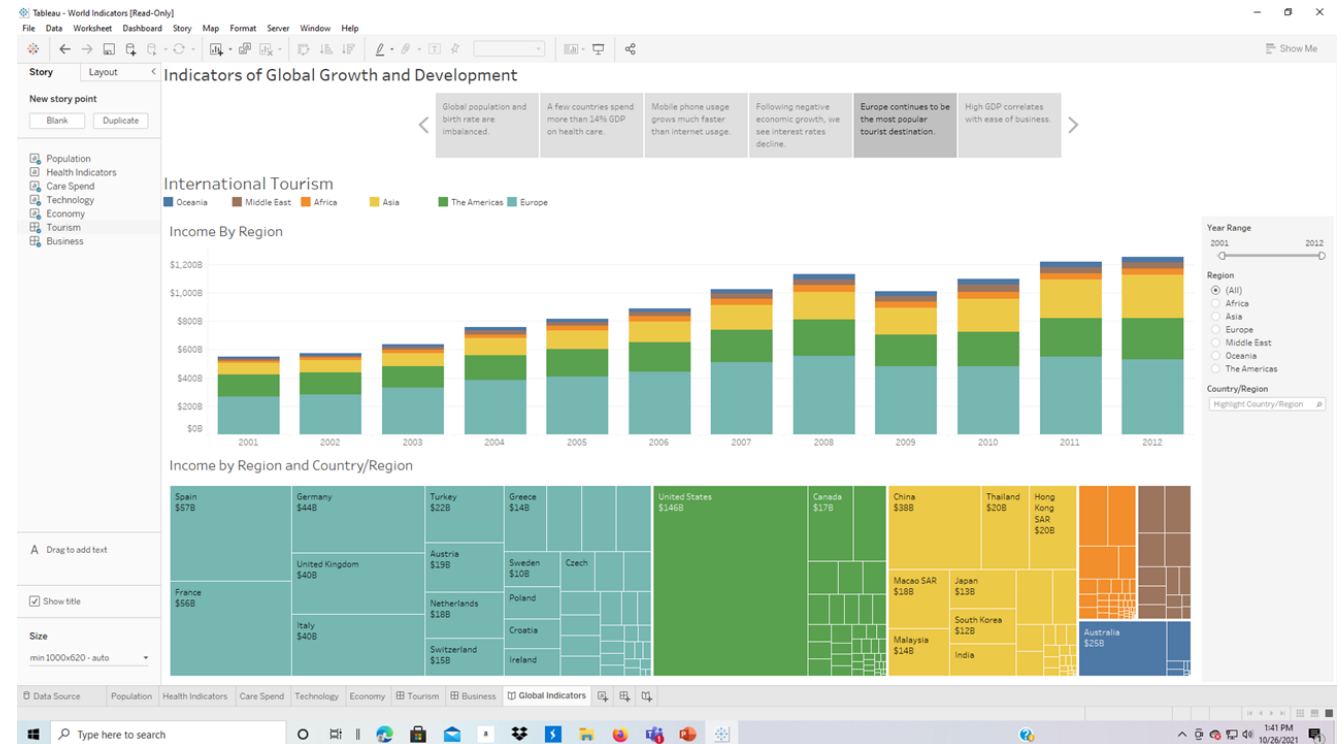 Tableau - World Indicators [Read-Only]
File Data Worksheet Dashboard Story Map Format Server Window Help
Show Me
Story Layout
New story point
Blank Duplicate
Population
Health Indicators
Care Spend
Technology
Economy
Tourism
Business
A Drag to add text
Show title
Size
min 1000x620 - auto
Indicators of Global Growth and Development
Global population and
birth rate are
imbalanced.
A few countries spend
more than 14% GDP
on health care.
Mobile phone usage
grows much faster
than internet usage.
Following negative
economic growth, we
see interest rates
decline.
Europe continues to be
the most popular
tourist destination.
High GDP correlates
with ease of business.
International Tourism
Oceania Middle East Africa Asia The Americas Europe
Income By Region
$1,200B
$1,000B
$800B
$600B
$400B
$200B
$0B
2001 2002 2003 2004 2005 2006 2007 2008 2009 2010 2011 2012
Income by Region and Country/Region
Spain
$57B
France
$56B
Germany
$44B
United Kingdom
$40B
Italy
$40B
Turkey
$22B
Austria
$19B
Netherlands
$18B
Switzerland
$15B
Greece
$14B
Sweden
$10B
Czech
Poland
Croatia
Ireland
United States
$146B
Canada
$17B
China
$38B
Thailand
$20B
Hong
Kong
SAR
$20B
Macao SAR
$18B
Japan
$13B
South Korea
$12B
Malaysia
$14B
India
Australia
$25B
Year Range
2001 2012
Region
(All)
Africa
Asia
Europe
Middle East
Oceania
The Americas
Country/Region
Highlight Country/Region
Data Source Population Health Indicators Care Spend Technology Economy Tourism Business Global Indicators
Type here to search
1:41 PM
10/26/2021